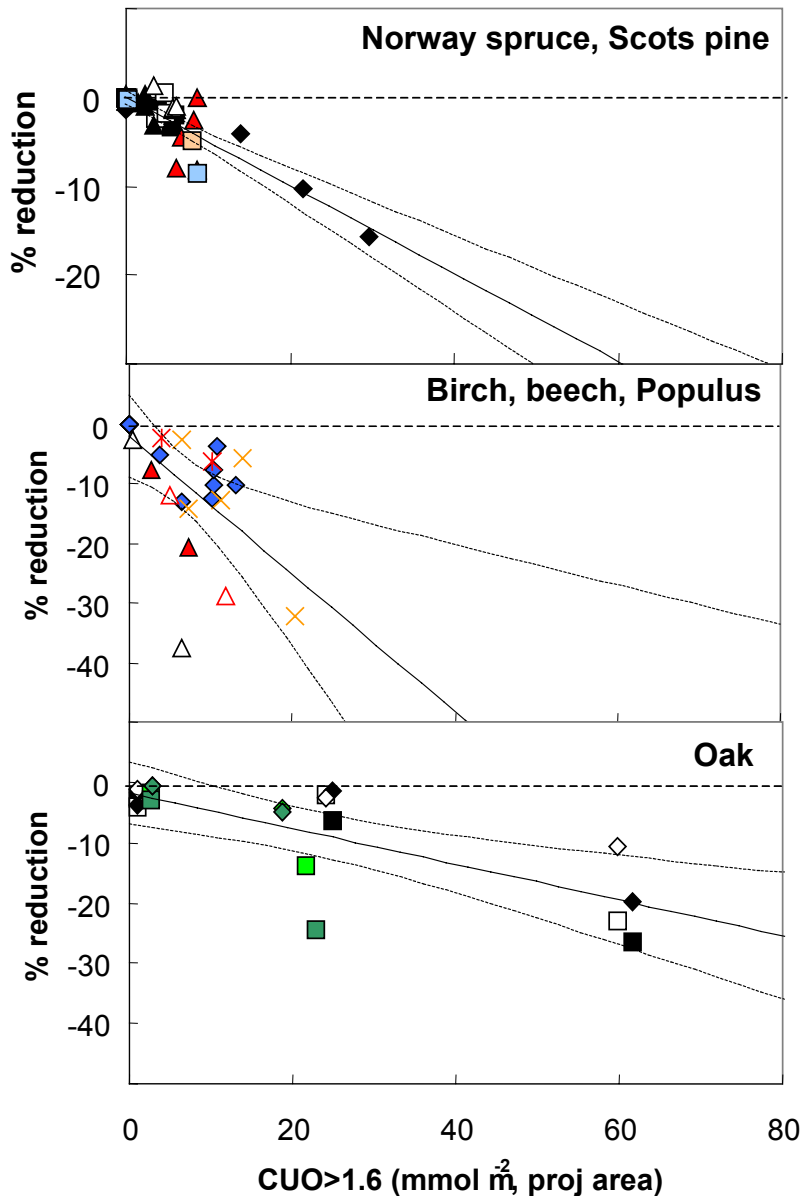 Norway spruce, Scots pine
% reduction
0
-10
-20
Birch, beech, Populus
% reduction
0
-10
-20
-30
-40
Oak
% reduction
0
-10
-20
-30
-40
0 20 40 60 80
CUO>1.6 (mmol m-2, proj area)